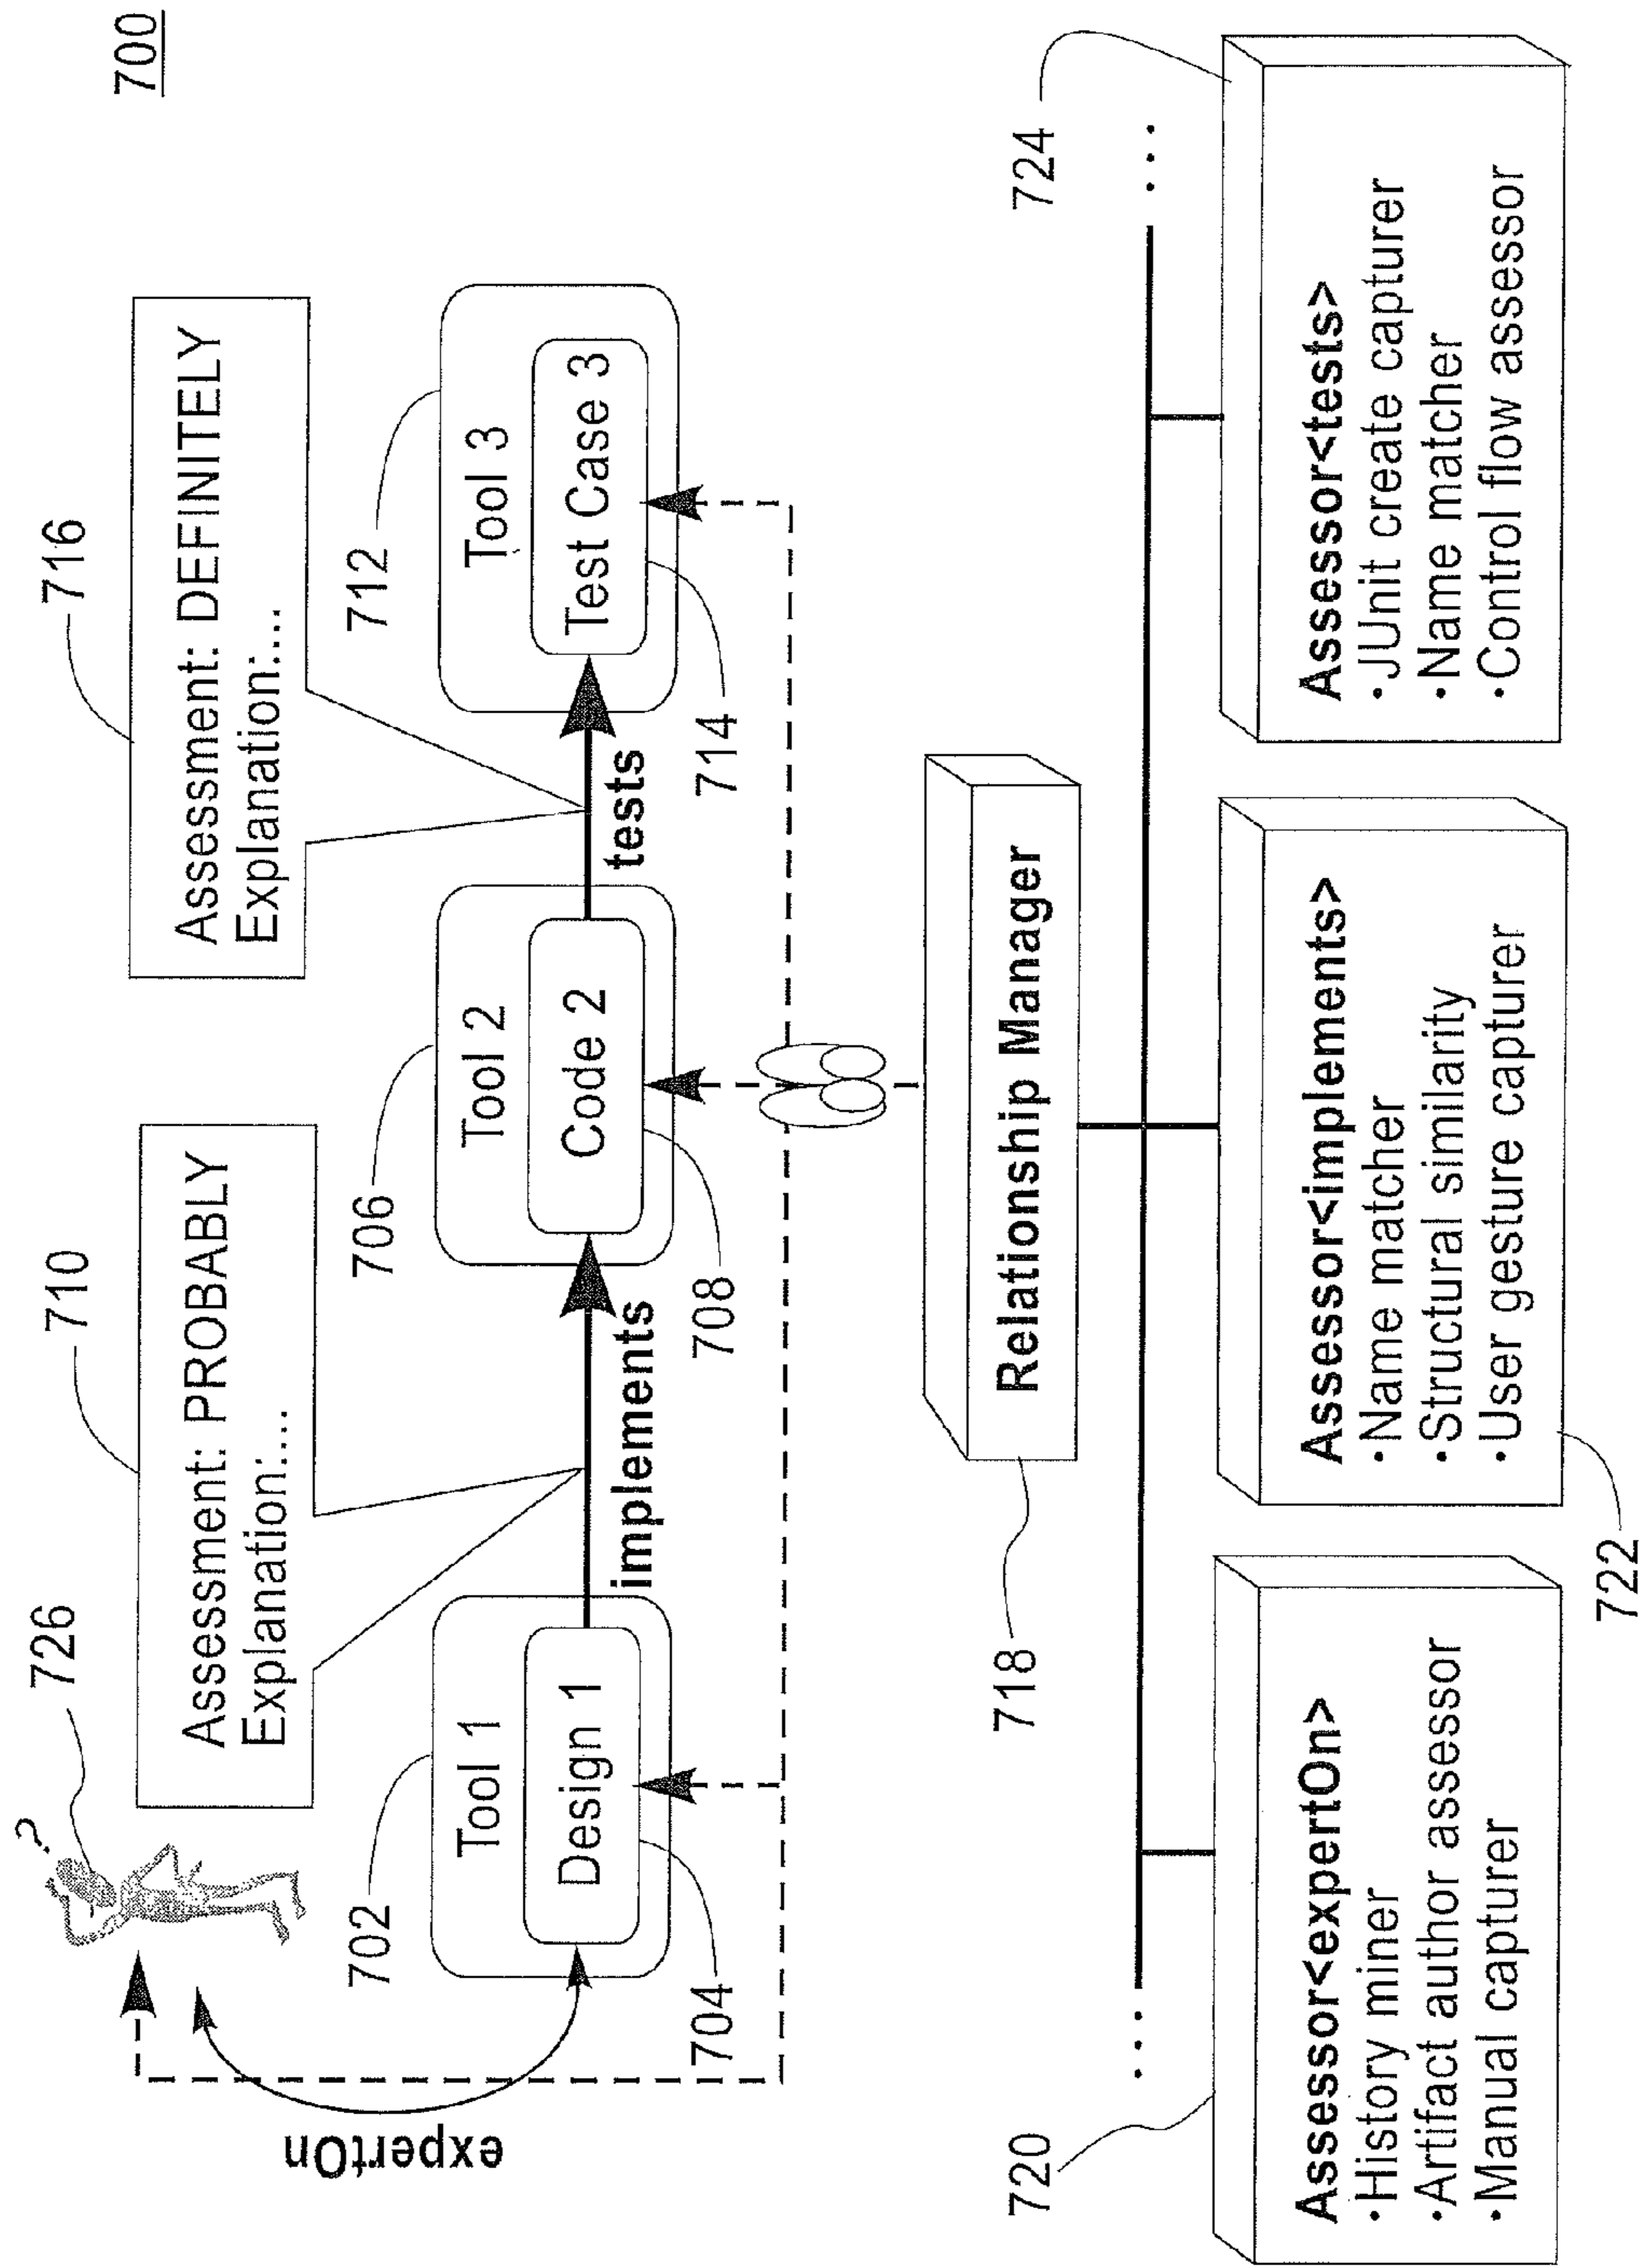 700
726
?
710
716
Assessment: PROBABLY
Explanation:...
Assessment: DEFINITELY
Explanation:...
702
706
712
Tool 1
Design 1
Tool 2
Code 2
Tool 3
Test Case 3
expertOn
implements
tests
704
708
714
718
Relationship Manager
720
724
....
....
Assessor<expertOn>
•History miner
•Artifact author assessor
•Manual capturer
Assessor<implements>
•Name matcher
•Structural similarity
•User gesture capturer
Assessor<tests>
•JUnit create capturer
•Name matcher
•Control flow assessor
722